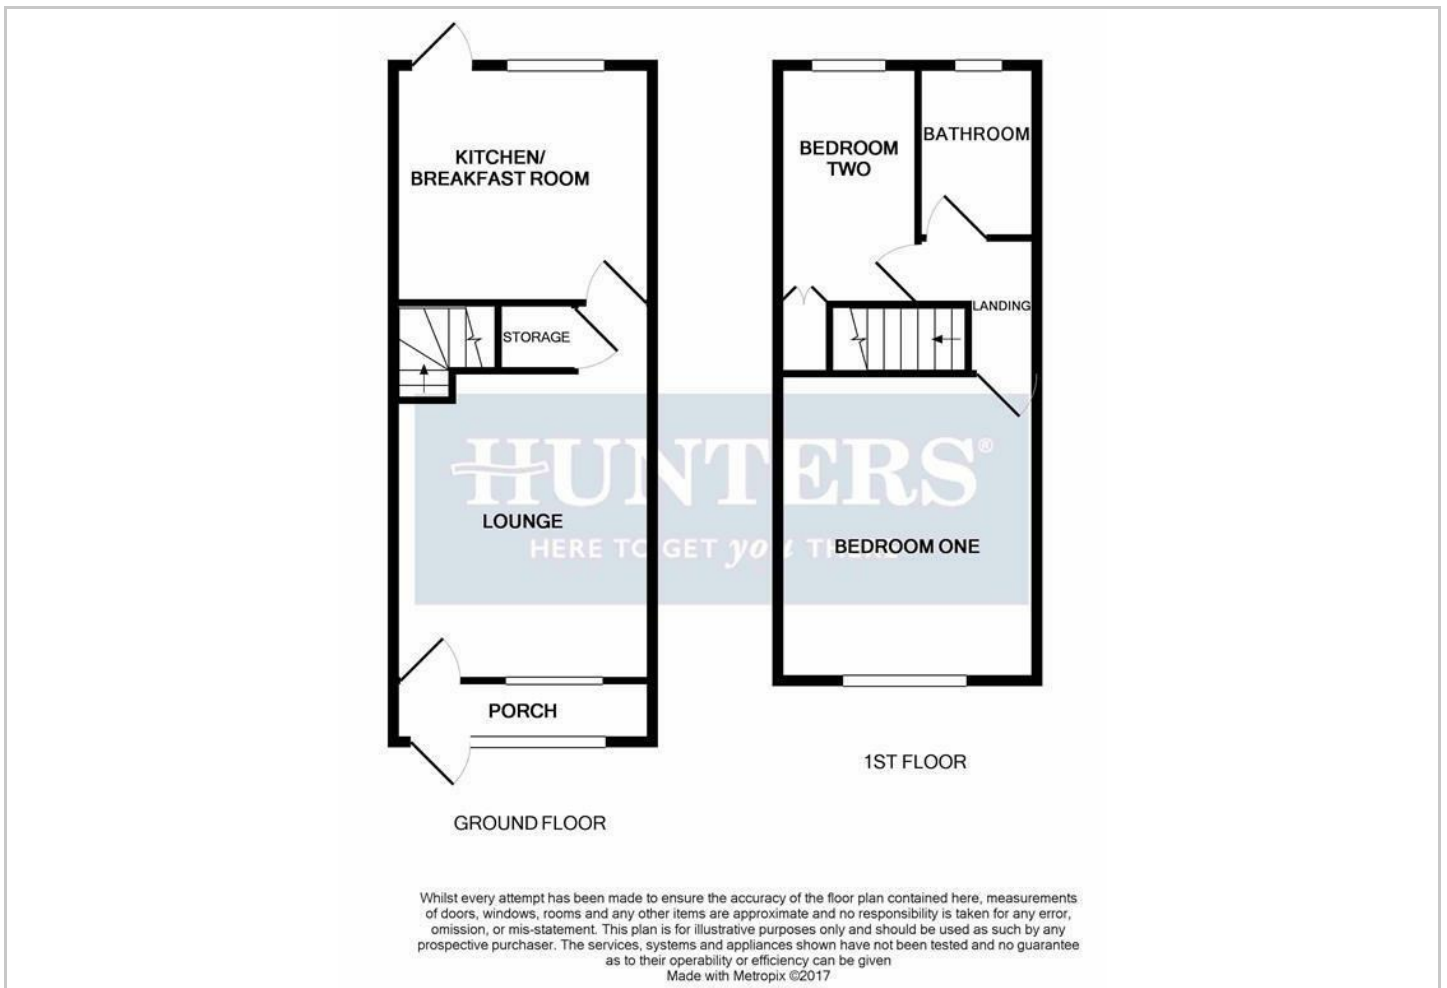 KITCHEN/
BREAKFAST ROOM
STORAGE
LOUNGE
PORCH
GROUND FLOOR
BEDROOM
TWO
BATHROOM
LANDING
BEDROOM ONE
1ST FLOOR
HUNTERS®
HERE TO GET you THERE
Whilst every attempt has been made to ensure the accuracy of the floor plan contained here, measurements
of doors, windows, rooms and any other items are approximate and no responsibility is taken for any error,
omission, or mis-statement. This plan is for illustrative purposes only and should be used as such by any
prospective purchaser. The services, systems and appliances shown have not been tested and no guarantee
as to their operability or efficiency can be given
Made with Metropix ©2017